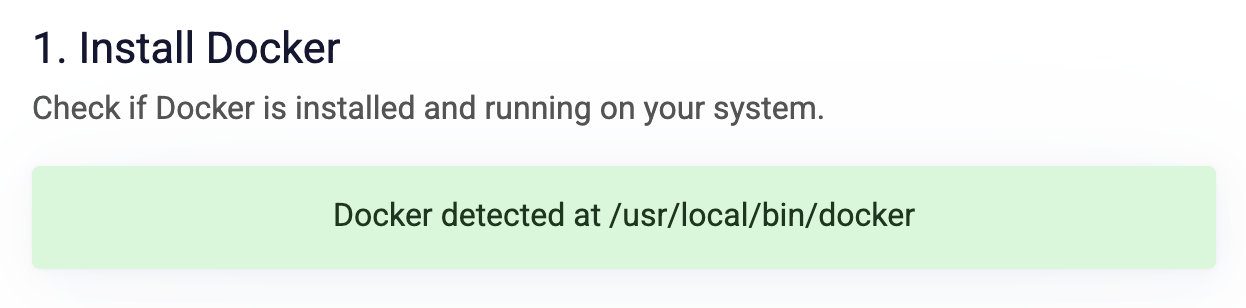 1. Install Docker
Check if Docker is installed and running on your system.
Docker detected at /usr/local/bin/docker